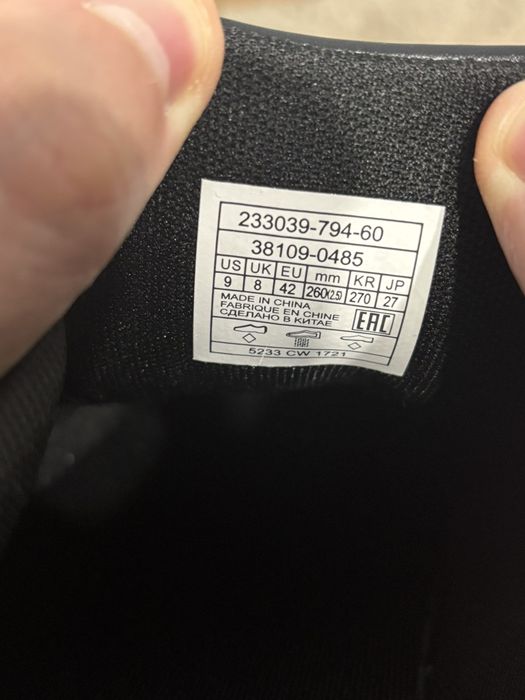 233039-794-60
38109-0485
US UK EU mm KR JP
9 8 42 260(2.5) 270 27
MADE IN CHINA
FABRIQUE EN CHINE
СДЕЛАНО В КИТАЕ
EAC
5233 CW 1721